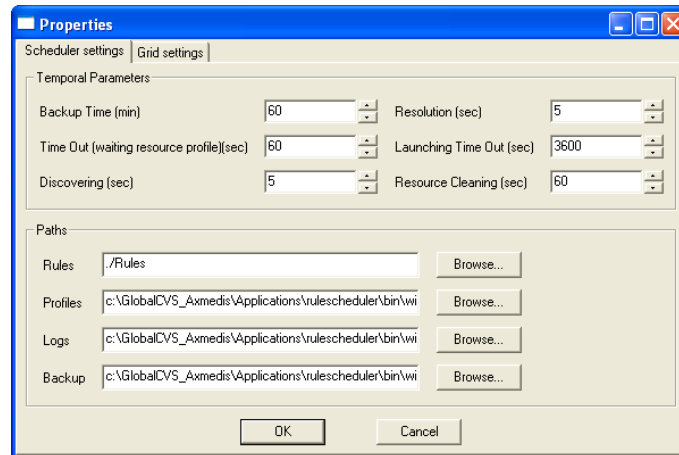 Properties
Scheduler settings Grid settings
Temporal Parameters
Backup Time (min) 60 Resolution (sec) 5
Time Out (waiting resource profile)(sec) 60 Launching Time Out (sec) 3600
Discovering (sec) 5 Resource Cleaning (sec) 60
Paths
Rules ./Rules Browse...
Profiles c:\GlobalCVS_Axmedis\Applications\rulescheduler\bin\wi Browse...
Logs c:\GlobalCVS_Axmedis\Applications\rulescheduler\bin\wi Browse...
Backup c:\GlobalCVS_Axmedis\Applications\rulescheduler\bin\wi Browse...
OK Cancel